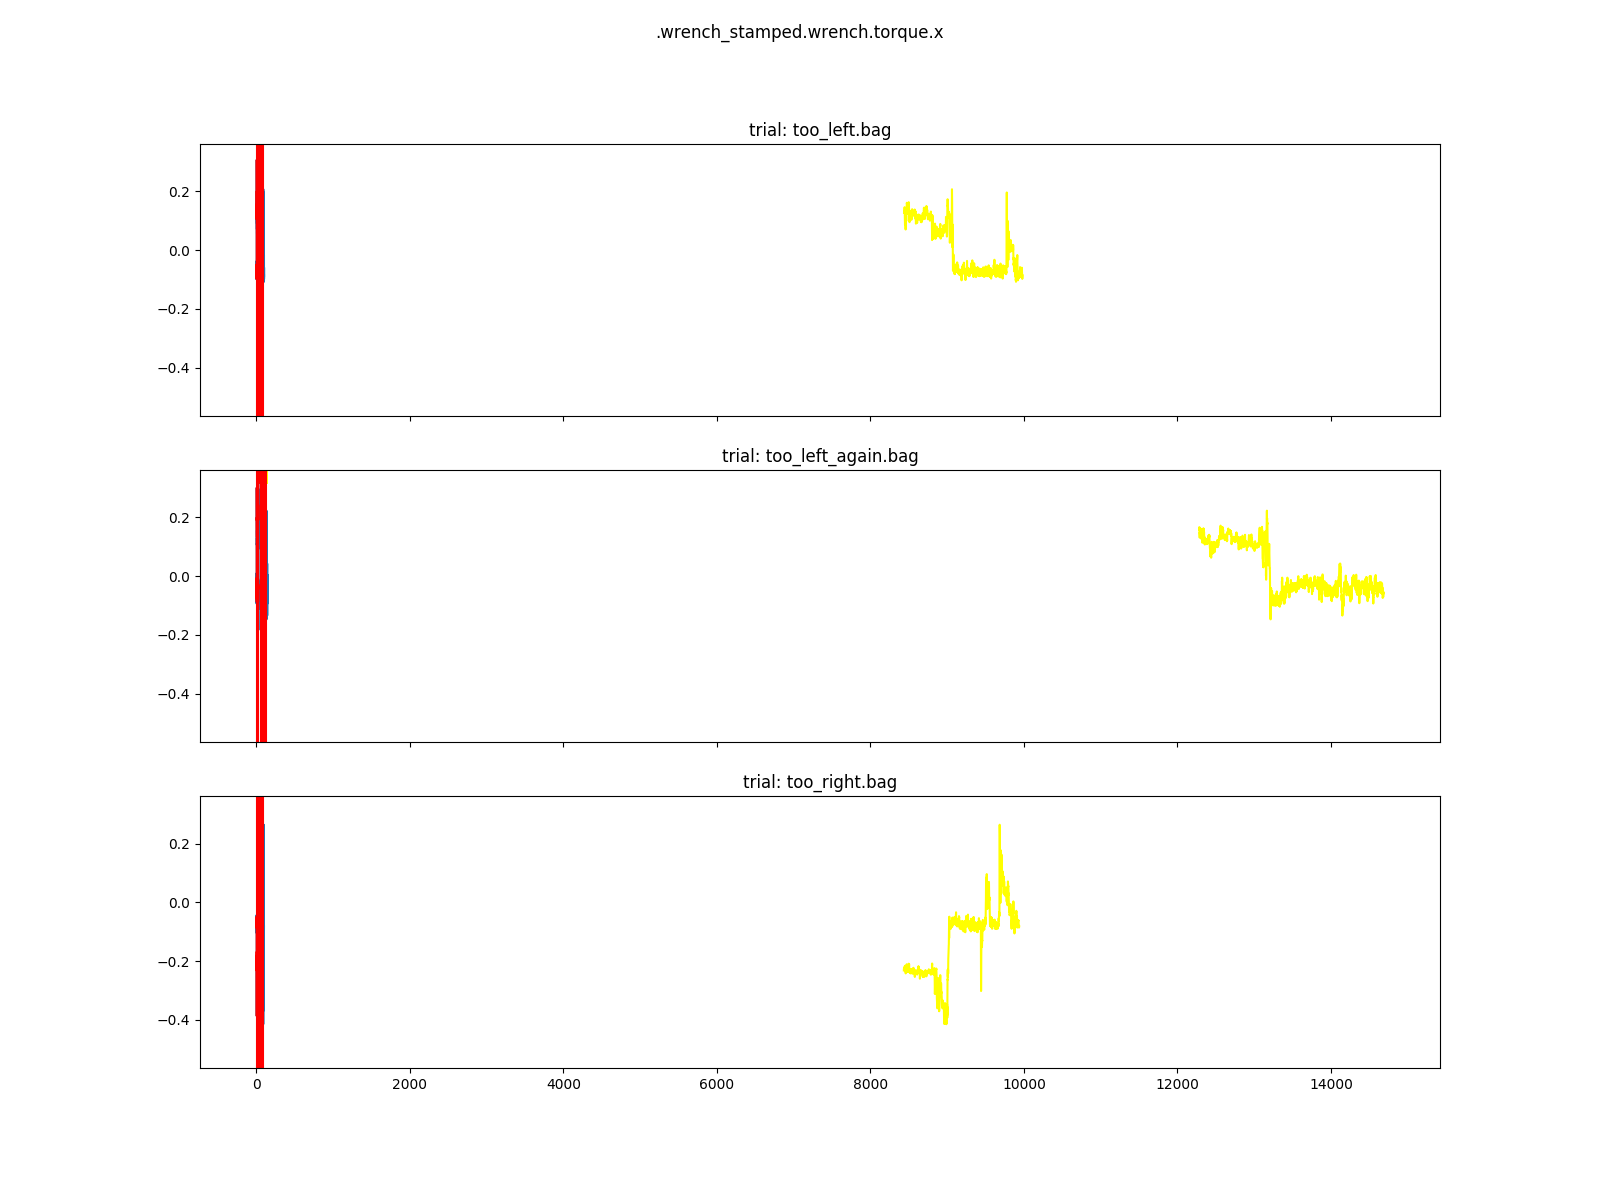 .wrench_stamped.wrench.torque.x
trial: too_left.bag
0.2
0.0
−0.2
−0.4
trial: too_left_again.bag
0.2
0.0
−0.2
−0.4
trial: too_right.bag
0.2
0.0
−0.2
−0.4
0 2000 4000 6000 8000 10000 12000 14000